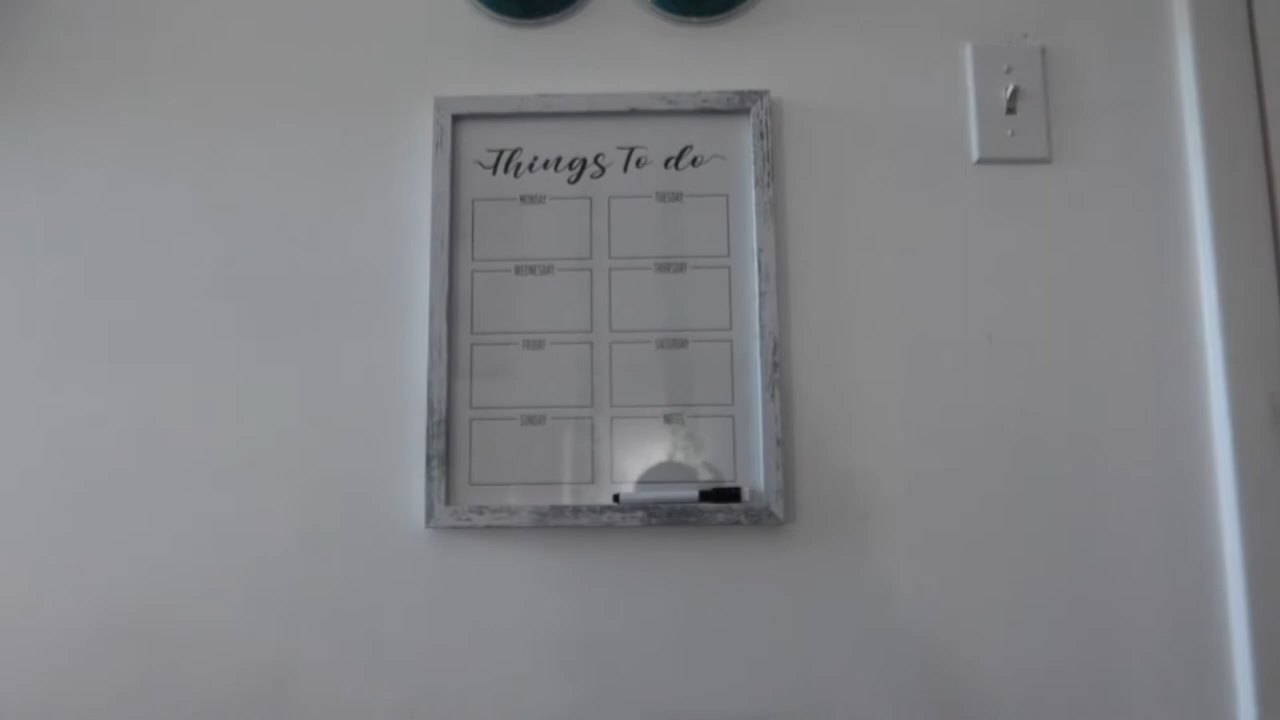 Things To do
MONDAY TUESDAY
WEDNESDAY THURSDAY
FRIDAY SATURDAY
SUNDAY NOTES